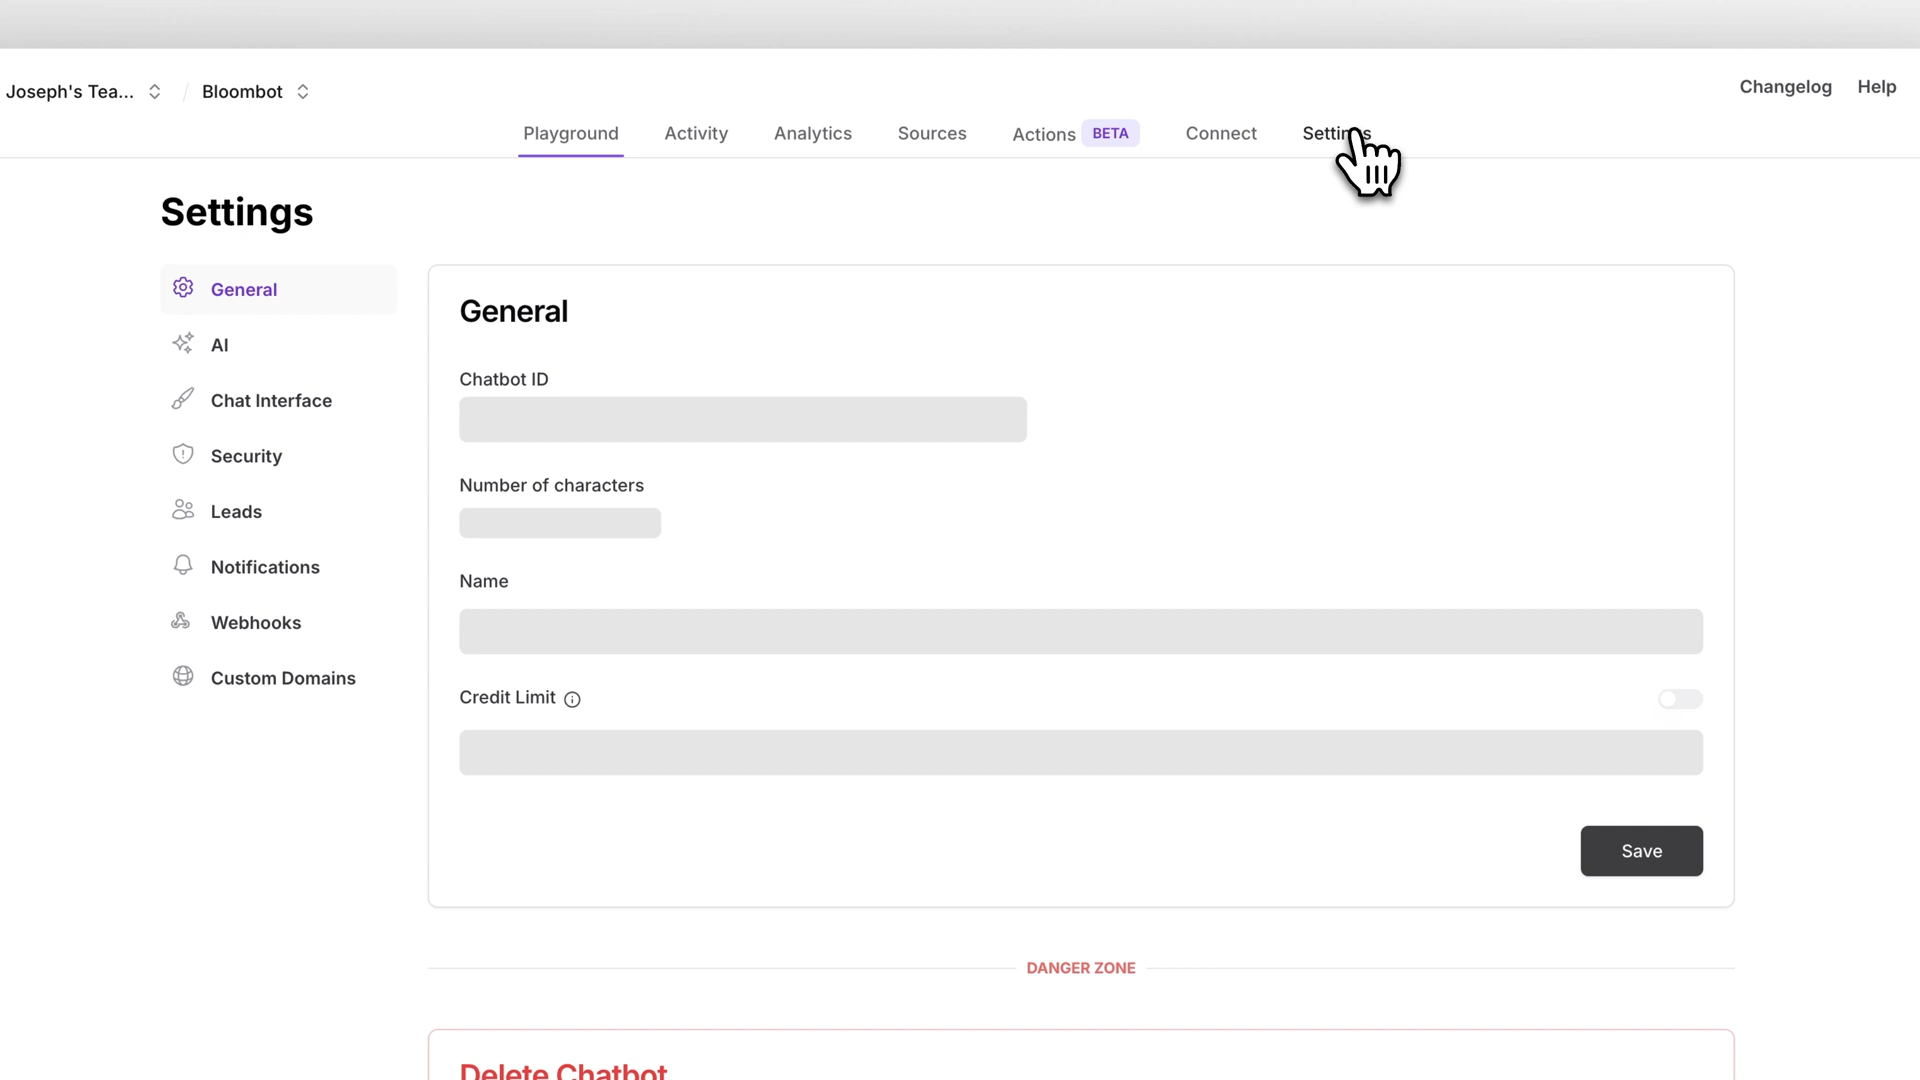 Joseph's Tea... / Bloombot
Changelog Help
Playground Activity Analytics Sources Actions BETA Connect Settings
Settings
General
AI
Chat Interface
Security
Leads
Notifications
Webhooks
Custom Domains
General
Chatbot ID
Number of characters
Name
Credit Limit
Save
DANGER ZONE
Delete Chatbot